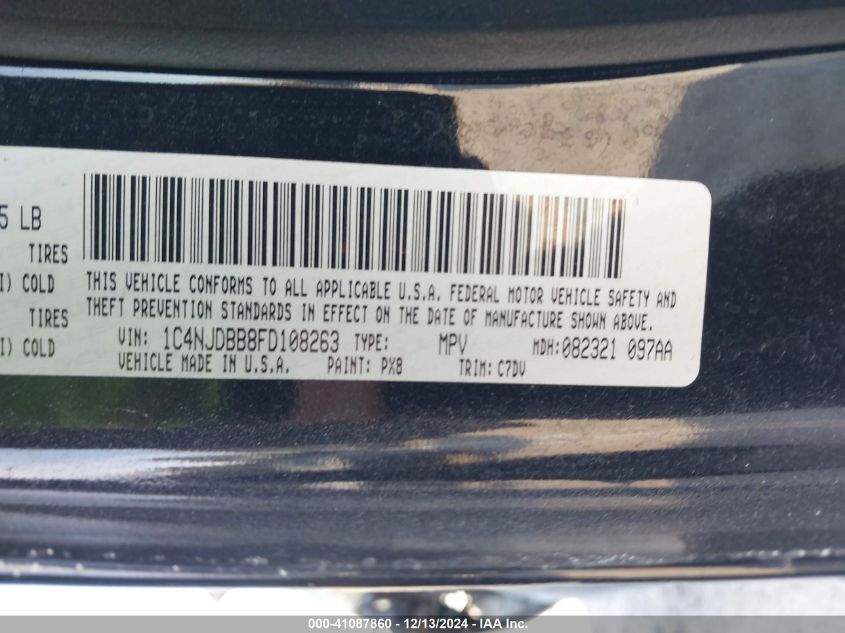 5 LB
TIRES
I) COLD
TIRES
I) COLD
THIS VEHICLE CONFORMS TO ALL APPLICABLE U.S.A. FEDERAL MOTOR VEHICLE SAFETY AND
THEFT PREVENTION STANDARDS IN EFFECT ON THE DATE OF MANUFACTURE SHOWN ABOVE.
VIN: 1C4NJDBB8FD108263 TYPE: MPV MDH: 082321 097AA
VEHICLE MADE IN U.S.A. PAINT: PX8 TRIM: C7DV
000-41087860 - 12/13/2024 - IAA Inc.